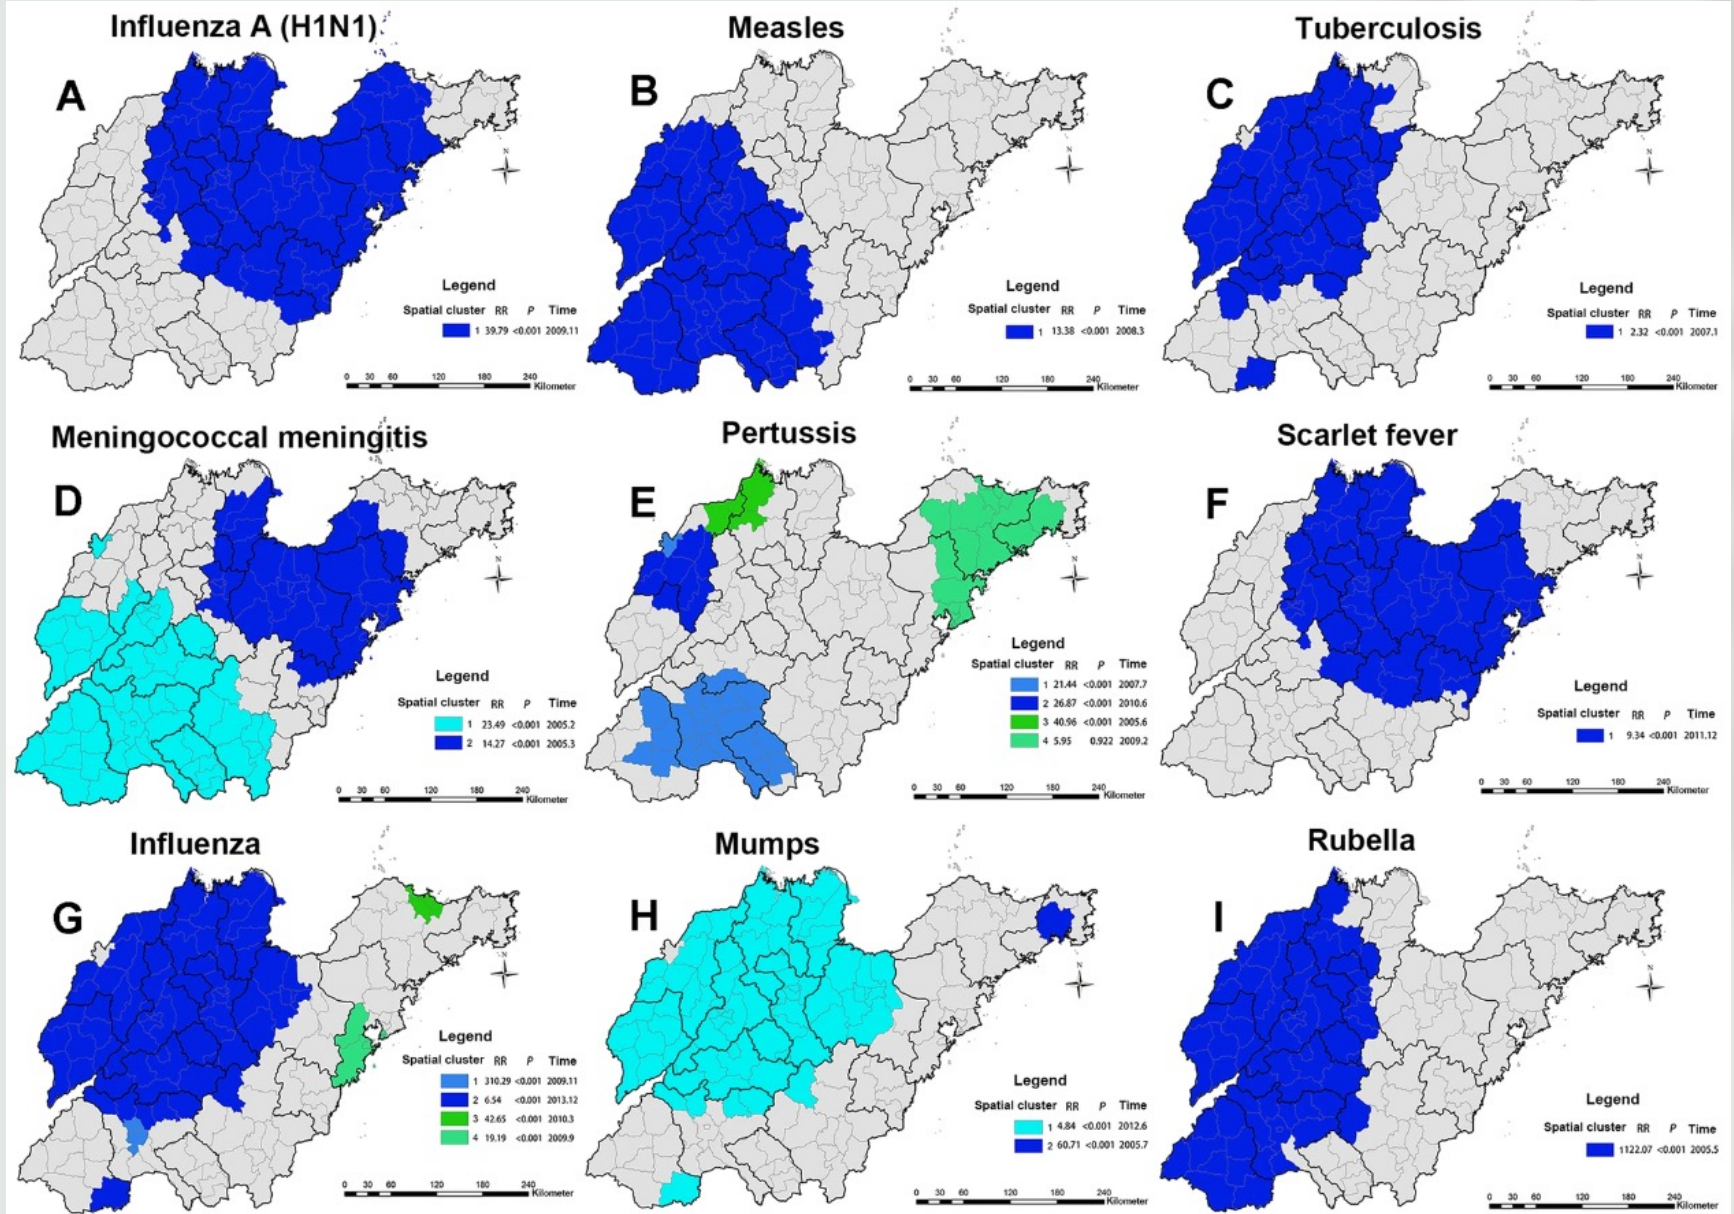 Influenza A (H1N1)
A
N
Legend
Spatial cluster RR P Time
1 39.79 <0.001 2009.11
0 30 60 120 180 240 Kilometer
Measles
B
N
Legend
Spatial cluster RR P Time
1 13.38 <0.001 2008.3
0 30 60 120 180 240 Kilometer
Tuberculosis
C
N
Legend
Spatial cluster RR P Time
1 2.32 <0.001 2007.1
0 30 60 120 180 240 Kilometer
Meningococcal meningitis
D
N
Legend
Spatial cluster RR P Time
1 23.49 <0.001 2005.2
2 14.27 <0.001 2005.3
0 30 60 120 180 240 Kilometer
Pertussis
E
N
Legend
Spatial cluster RR P Time
1 21.44 <0.001 2007.7
2 26.87 <0.001 2010.6
3 40.96 <0.001 2005.6
4 5.95 0.922 2009.2
0 30 60 120 180 240 Kilometer
Scarlet fever
F
N
Legend
Spatial cluster RR P Time
1 9.34 <0.001 2011.12
0 30 60 120 180 240 Kilometer
Influenza
G
N
Legend
Spatial cluster RR P Time
1 310.29 <0.001 2009.11
2 6.54 <0.001 2013.12
3 42.65 <0.001 2010.3
4 19.19 <0.001 2009.9
0 30 60 120 180 240 Kilometer
Mumps
H
N
Legend
Spatial cluster RR P Time
1 4.84 <0.001 2012.6
2 60.71 <0.001 2005.7
0 30 60 120 180 240 Kilometer
Rubella
I
N
Legend
Spatial cluster RR P Time
1122.07 <0.001 2005.5
0 30 60 120 180 240 Kilometer